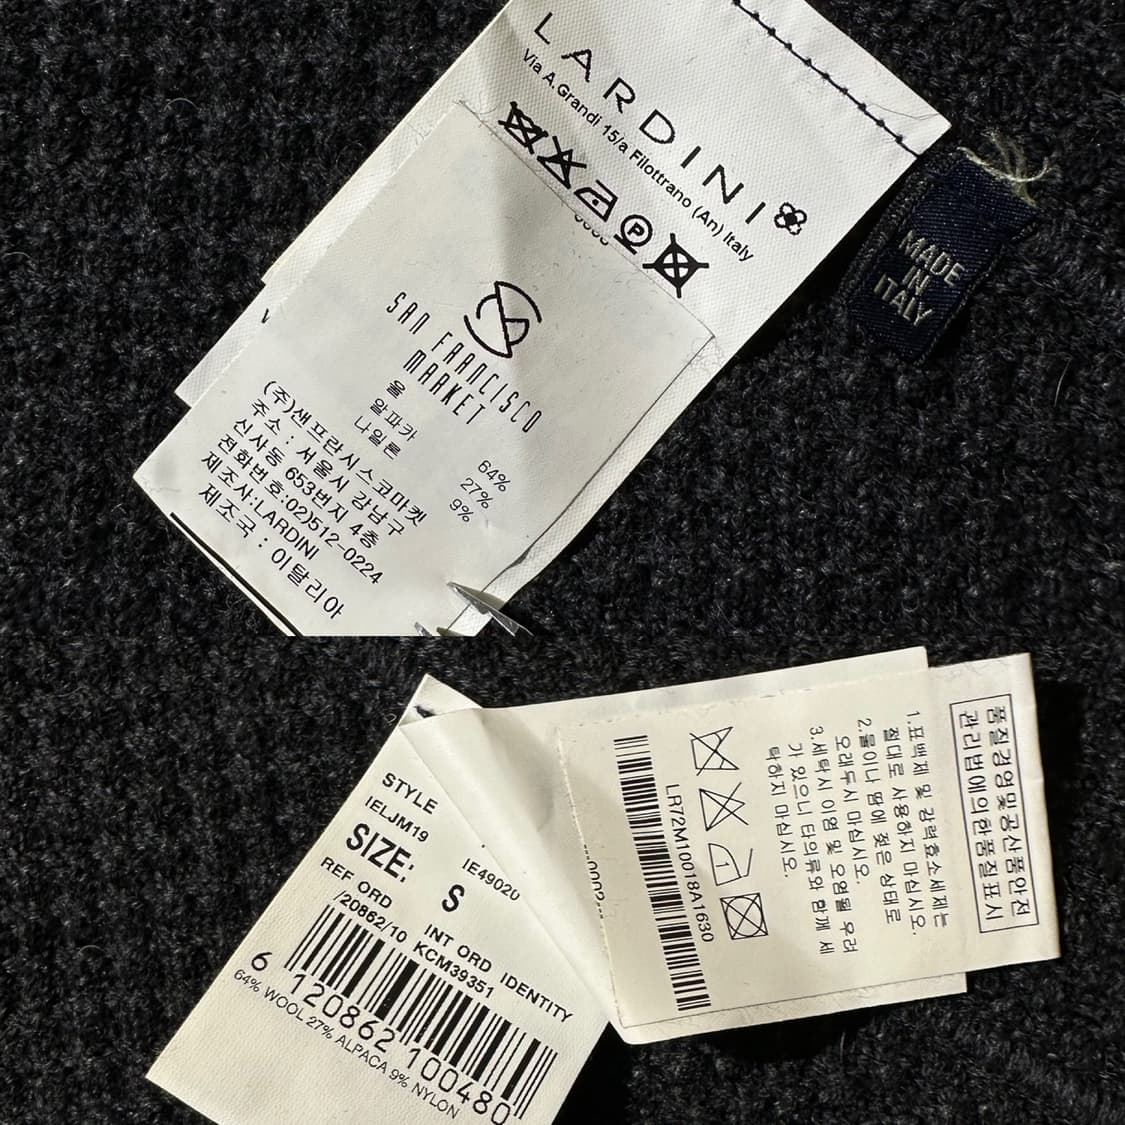 LARDINI
Via A.Grandi 15/a Filottrano (An) Italy
P
MADE
IN
ITALY
SAN FRANCISCO
MARKET
울 64%
알파카 27%
나일론 9%
(주)샌프란시스코마켓
주소 : 서울시 강남구
신사동 653번지 4층
전화번호:02)512-0224
제조사:LARDINI
제조국 : 이탈리아
STYLE
IELJM19 IE49020
SIZE: S
REF ORD INT ORD IDENTITY
/20862/10 KCM39351
6 120862 100480
64% WOOL 27% ALPACA 9% NYLON
LR72M10018A1630
1
품질경영및공산품안전
관리법에의한품질표시
1.표백제 및 강력효소세제는
절대로 사용하지 마십시오.
2.물이나 땀에 젖은 상태로
오래두시 마십시오.
3.세탁시 이염 및 오염될 우려
가 있으니 타의류와 함께 세
탁하지 마십시오.